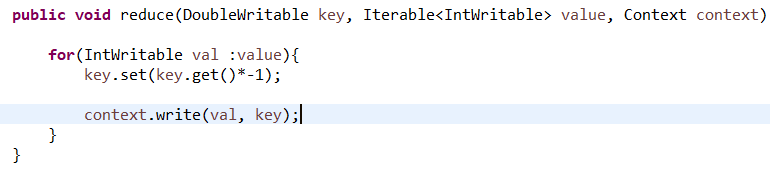 public void reduce(DoubleWritable key, Iterable<IntWritable> value, Context context)
for(IntWritable val :value){
key.set(key.get()*-1);
context.write(val, key);
}
}